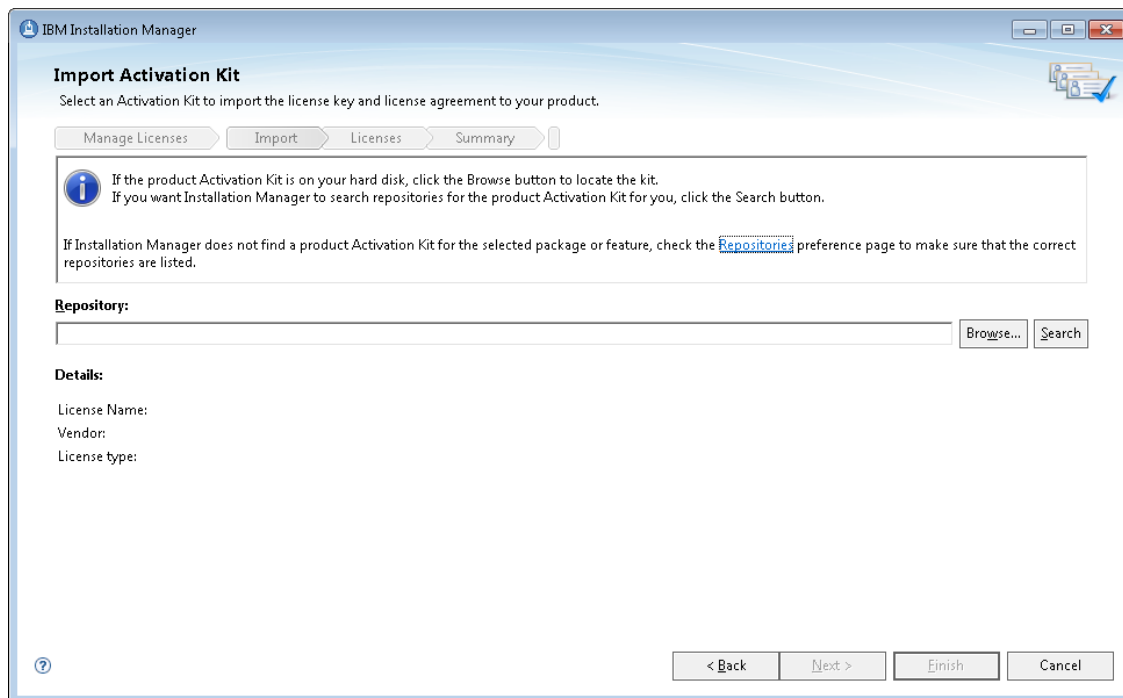 IBM Installation Manager
Import Activation Kit
Select an Activation Kit to import the license key and license agreement to your product.
Manage Licenses Import Licenses Summary
If the product Activation Kit is on your hard disk, click the Browse button to locate the kit.
If you want Installation Manager to search repositories for the product Activation Kit for you, click the Search button.
If Installation Manager does not find a product Activation Kit for the selected package or feature, check the Repositories preference page to make sure that the correct
repositories are listed.
Repository:
Browse... Search
Details:
License Name:
Vendor:
License type:
? < Back Next > Finish Cancel